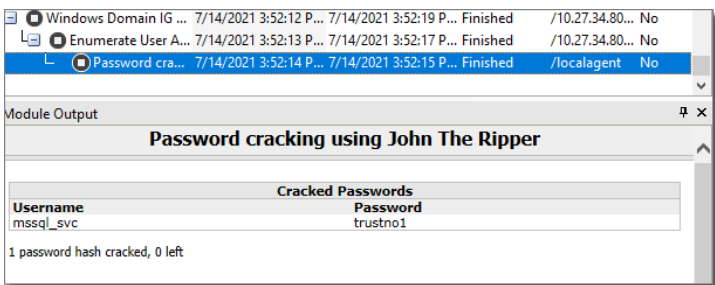 Windows Domain IG ... 7/14/2021 3:52:12 P... 7/14/2021 3:52:19 P... Finished /10.27.34.80... No
Enumerate User A... 7/14/2021 3:52:13 P... 7/14/2021 3:52:17 P... Finished /10.27.34.80... No
Password cra... 7/14/2021 3:52:14 P... 7/14/2021 3:52:15 P... Finished /localagent No
Module Output
Password cracking using John The Ripper
Cracked Passwords
Username Password
mssql_svc trustno1
1 password hash cracked, 0 left